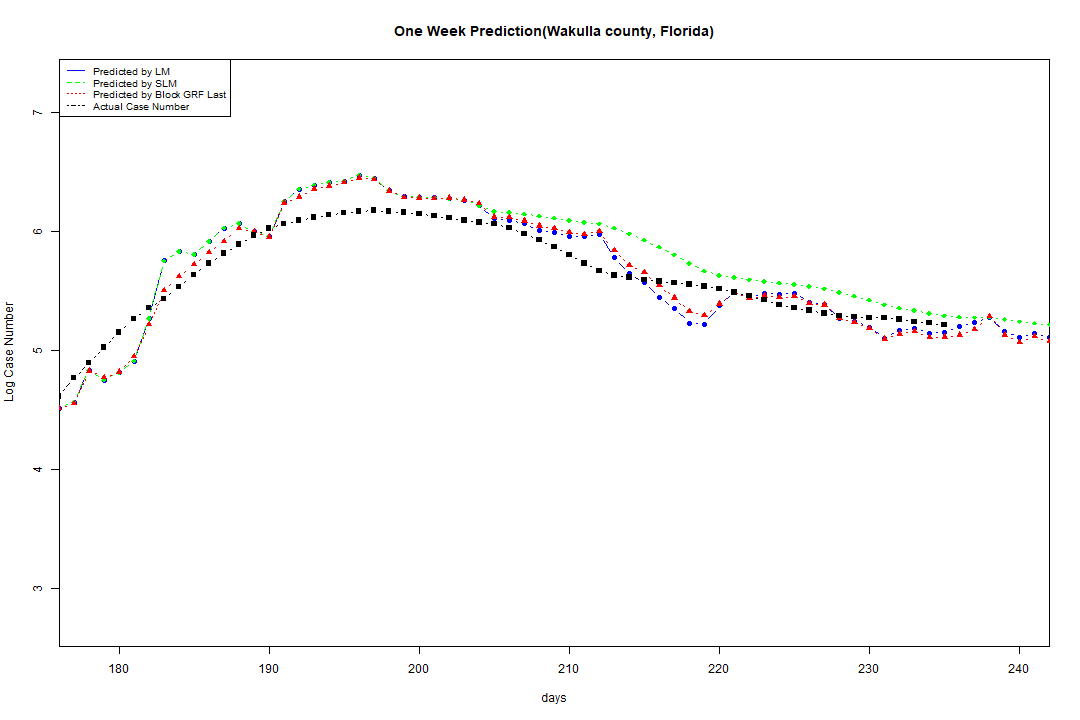 One Week Prediction(Wakulla county, Florida)
Predicted by LM
Predicted by SLM
Predicted by Block GRF Last
Actual Case Number
7
6
5
4
3
Log Case Number
180 190 200 210 220 230 240
days